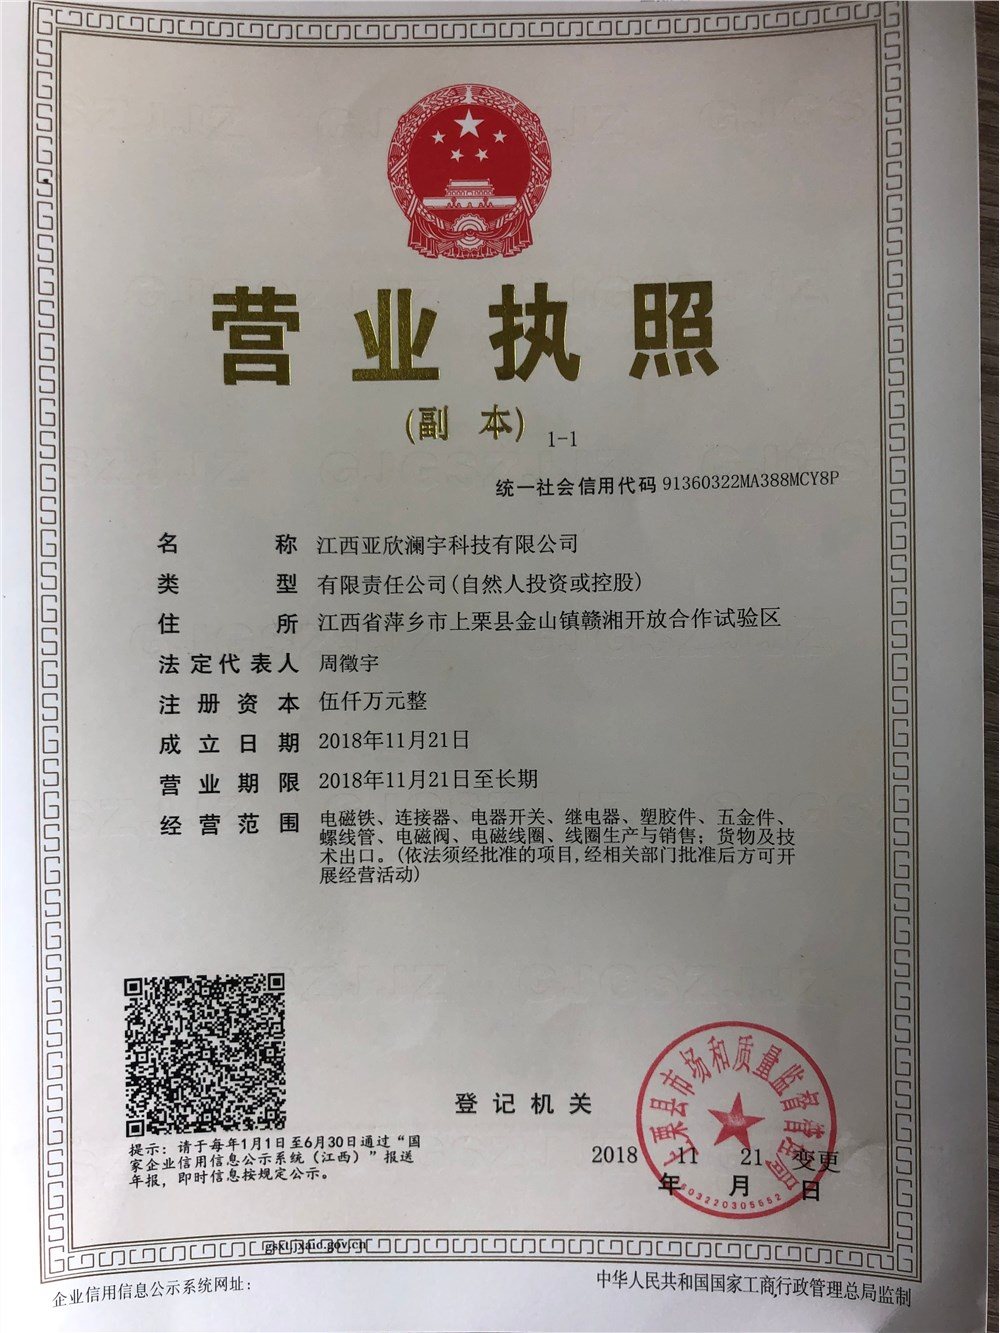 营业执照
(副 本) 1-1
统一社会信用代码 91360322MA388MCY8P
名 称 江西亚欣澜宇科技有限公司
类 型 有限责任公司(自然人投资或控股)
住 所 江西省萍乡市上栗县金山镇赣湘开放合作试验区
法定代表人 周徽宇
注 册 资 本 伍仟万元整
成 立 日 期 2018年11月21日
营 业 期 限 2018年11月21日至长期
经 营 范 围 电磁铁、连接器、电器开关、继电器、塑胶件、五金件、
螺线管、电磁阀、电磁线圈、线圈生产与销售；货物及技
术出口。(依法须经批准的项目,经相关部门批准后方可开
展经营活动)
提示：请于每年1月1日至6月30日通过“国
家企业信用信息公示系统（江西）”报送
年报，即时信息按规定公示。
登 记 机 关
上栗县市场和质量监督管理局
2018 11 21 变更
年 月 日
gsxt.jxaid.gov.cn
企业信用信息公示系统网址：
中华人民共和国国家工商行政管理总局监制